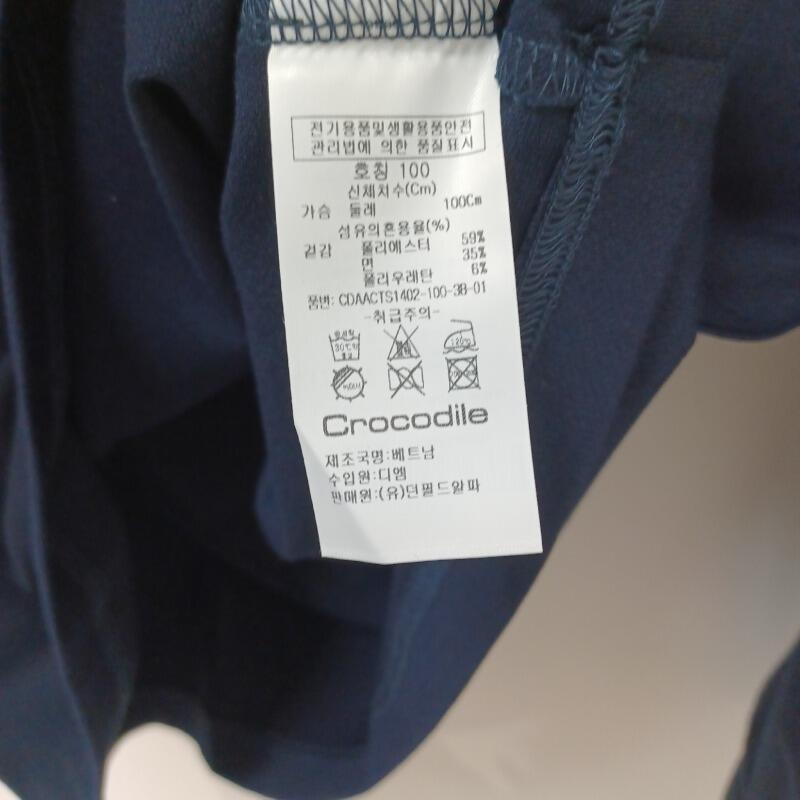 전기용품및생활용품안전
관리법에 의한 품질표시
호칭 100
신체치수(Cm)
가슴 둘레 100Cm
섬유의혼용율(%)
겉감 폴리에스터 59%
면 35%
폴리우레탄 6%
품번: CDAACTS1402-100-38-01
-취급주의-
30℃
120℃
Crocodile
제조국명:베트남
수입원:디엠
판매원:(유)던필드알파